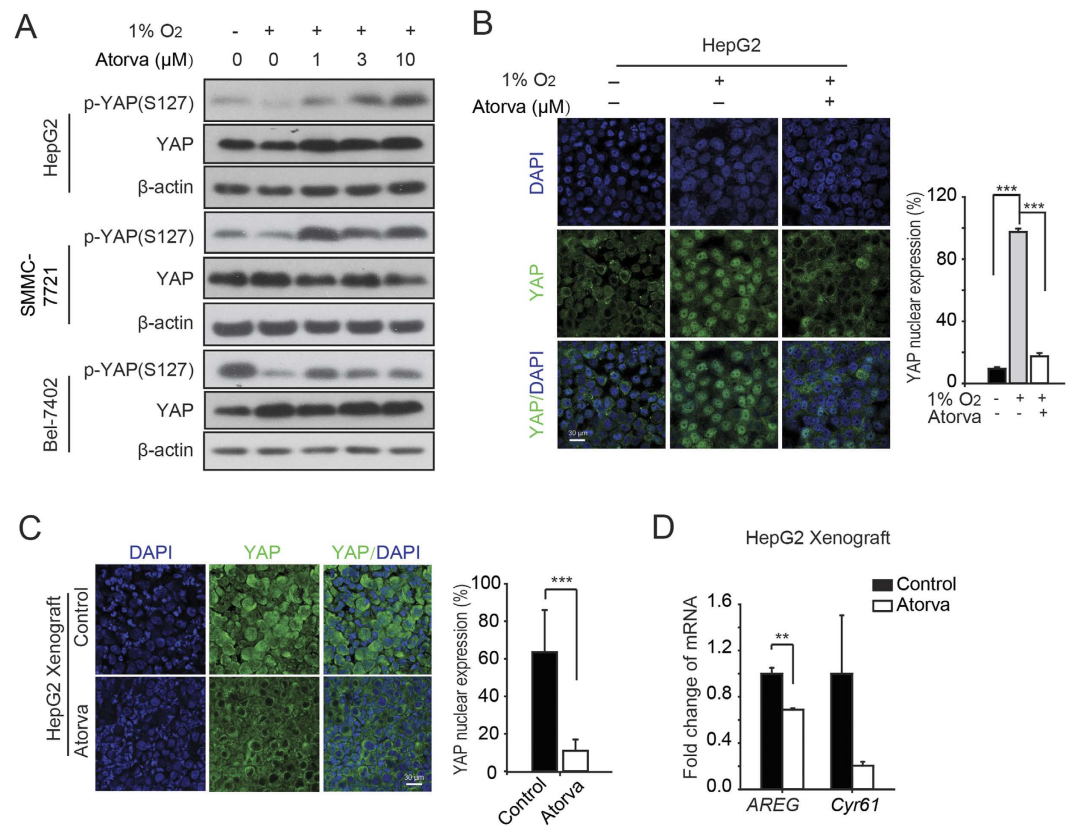 A
1% O2 - + + + +
Atorva (μM) 0 0 1 3 10
HepG2
p-YAP(S127)
YAP
β-actin
SMMC-
7721
p-YAP(S127)
YAP
β-actin
Bel-7402
p-YAP(S127)
YAP
β-actin
B
HepG2
1% O2 – + +
Atorva (μM) – – +
DAPI
YAP
YAP/DAPI
30 μm
YAP nuclear expression (%)
120
80
40
20
0
***
***
1% O2 - + +
Atorva - - +
C
DAPI YAP YAP/DAPI
HepG2 Xenograft
Control
Atorva
30 μm
YAP nuclear expression (%)
100
80
60
40
20
0
***
Control
Atorva
D
HepG2 Xenograft
Control
Atorva
Fold change of mRNA
1.6
1.2
0.8
0.4
0.0
**
AREG Cyr61